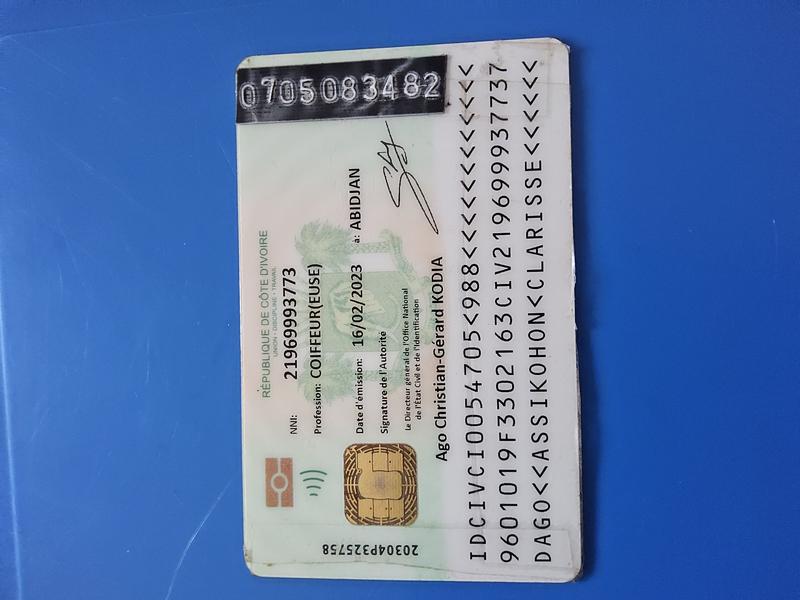 0705083482
RÉPUBLIQUE DE CÔTE D'IVOIRE
UNION - DISCIPLINE - TRAVAIL
NNI: 21969993773
Profession: COIFFEUR(EUSE)
Date d'émission: 16/02/2023 à: ABIDJAN
Signature de l'Autorité
Le Directeur général de l'Office National
de l'État Civil et de l'Identification
Ago Christian-Gérard KODIA
20304P325758
IDCIVCI0054705<988<<<<<<<<<<<<
9601019F3302163CIV219699937737
DAGO<<ASSIKOHON<CLARISSE<<<<<<